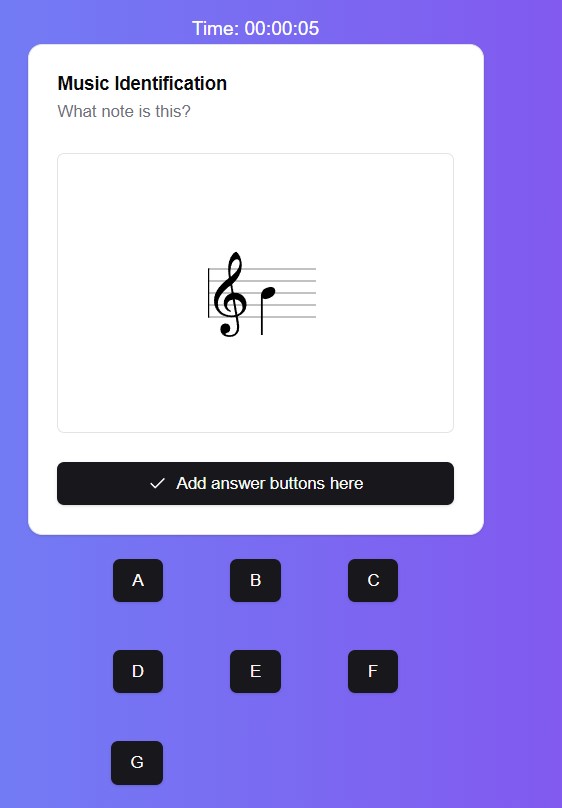 Time: 00:00:05
Music Identification
What note is this?
Add answer buttons here
A B C
D E F
G